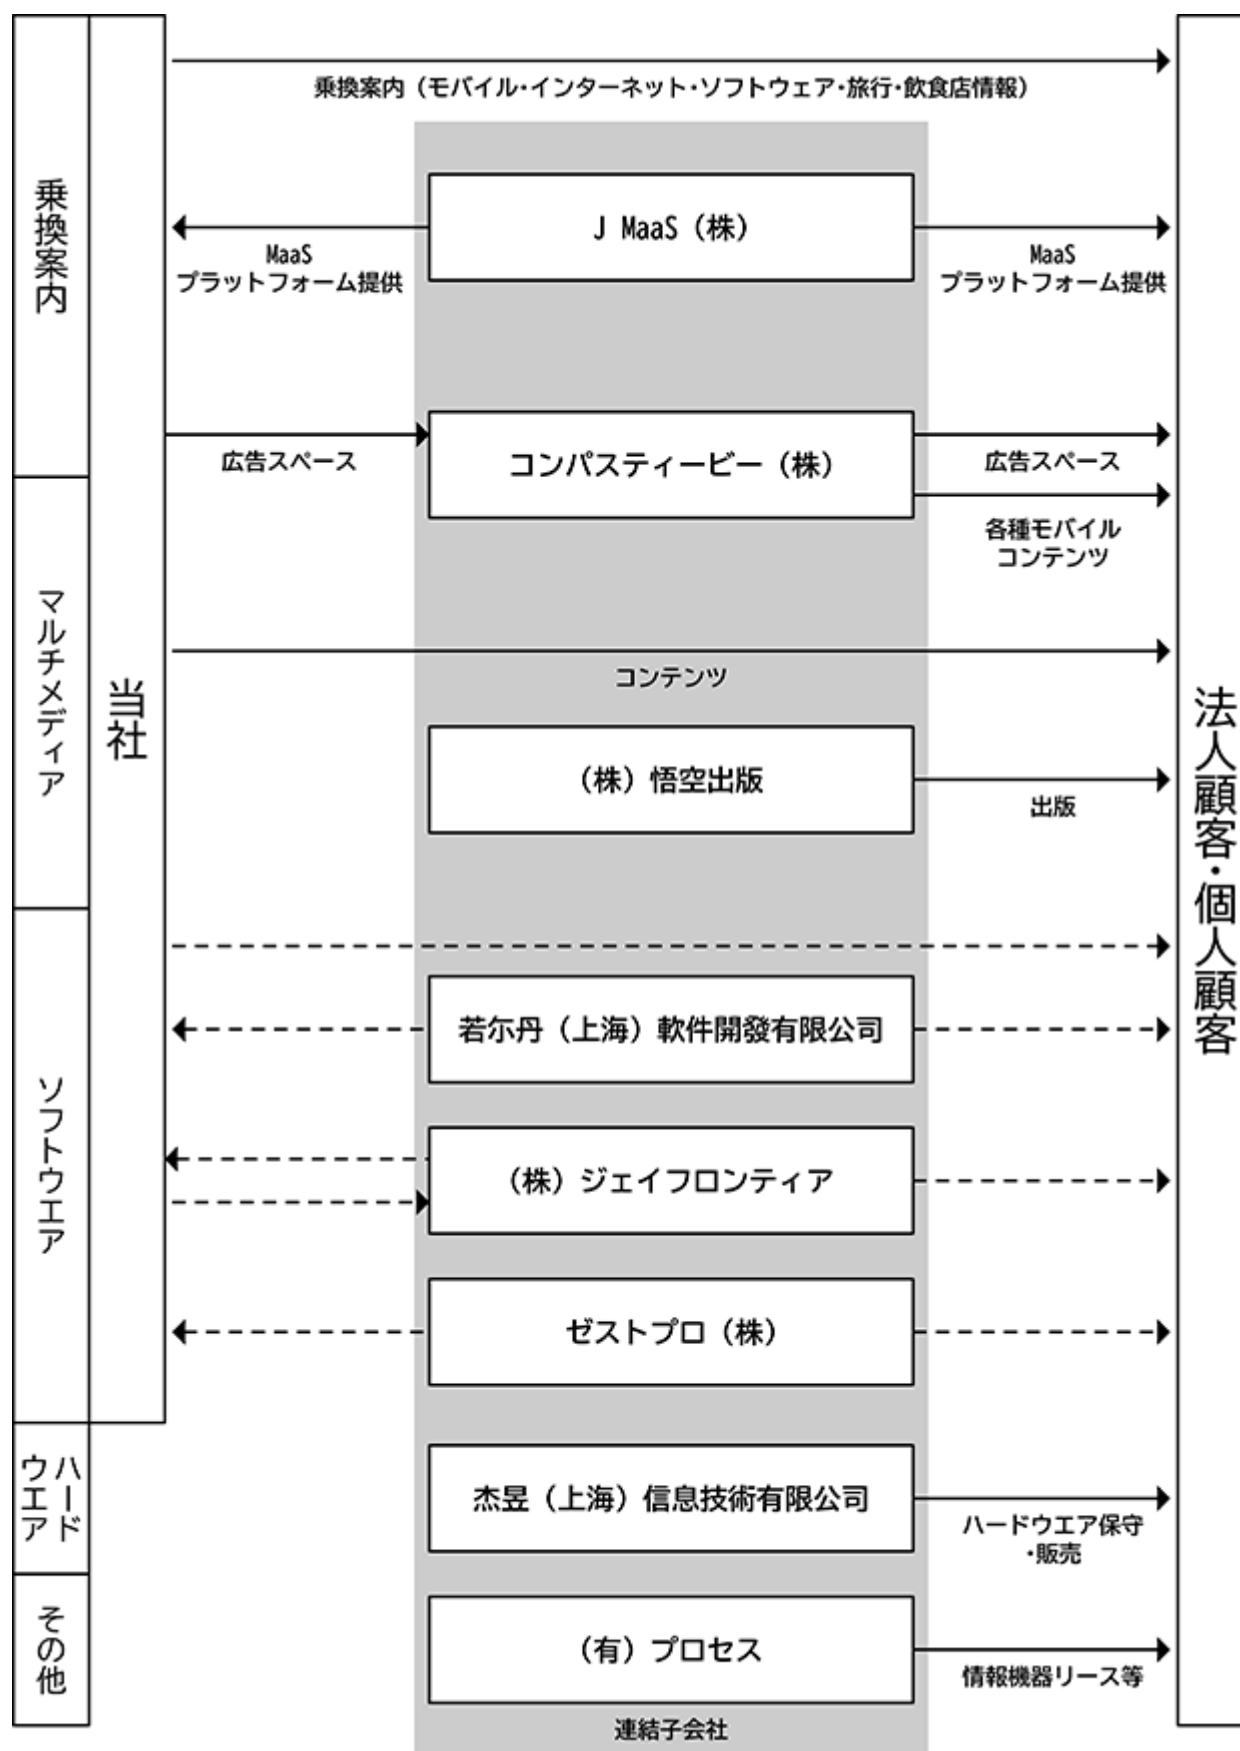 乗換案内(モバイル・インターネット・ソフトウェア・旅行・飲食店情報)
乗換案内
J MaaS(株)
MaaS
プラットフォーム提供
MaaS
プラットフォーム提供
コンパスティービー(株)
広告スペース
広告スペース
各種モバイル
コンテンツ
マルチメディア
当社
コンテンツ
(株)悟空出版
出版
法人顧客・個人顧客
ソフトウエア
若尓丹(上海)軟件開發有限公司
(株)ジェイフロンティア
ゼストプロ(株)
ハード
ウエア
杰昱(上海)信息技術有限公司
ハードウエア保守
・販売
その他
(有)プロセス
情報機器リース等
連結子会社